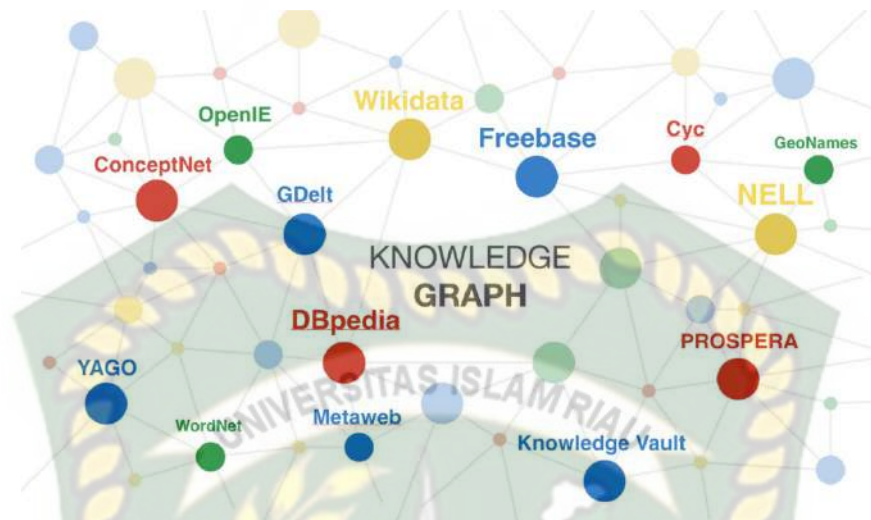 Wikidata
OpenIE
Freebase
Cyc
GeoNames
ConceptNet
GDelt
NELL
KNOWLEDGE
GRAPH
DBpedia
PROSPERA
YAGO
WordNet
Metaweb
Knowledge Vault
UNIVERSITAS ISLAM RIAU